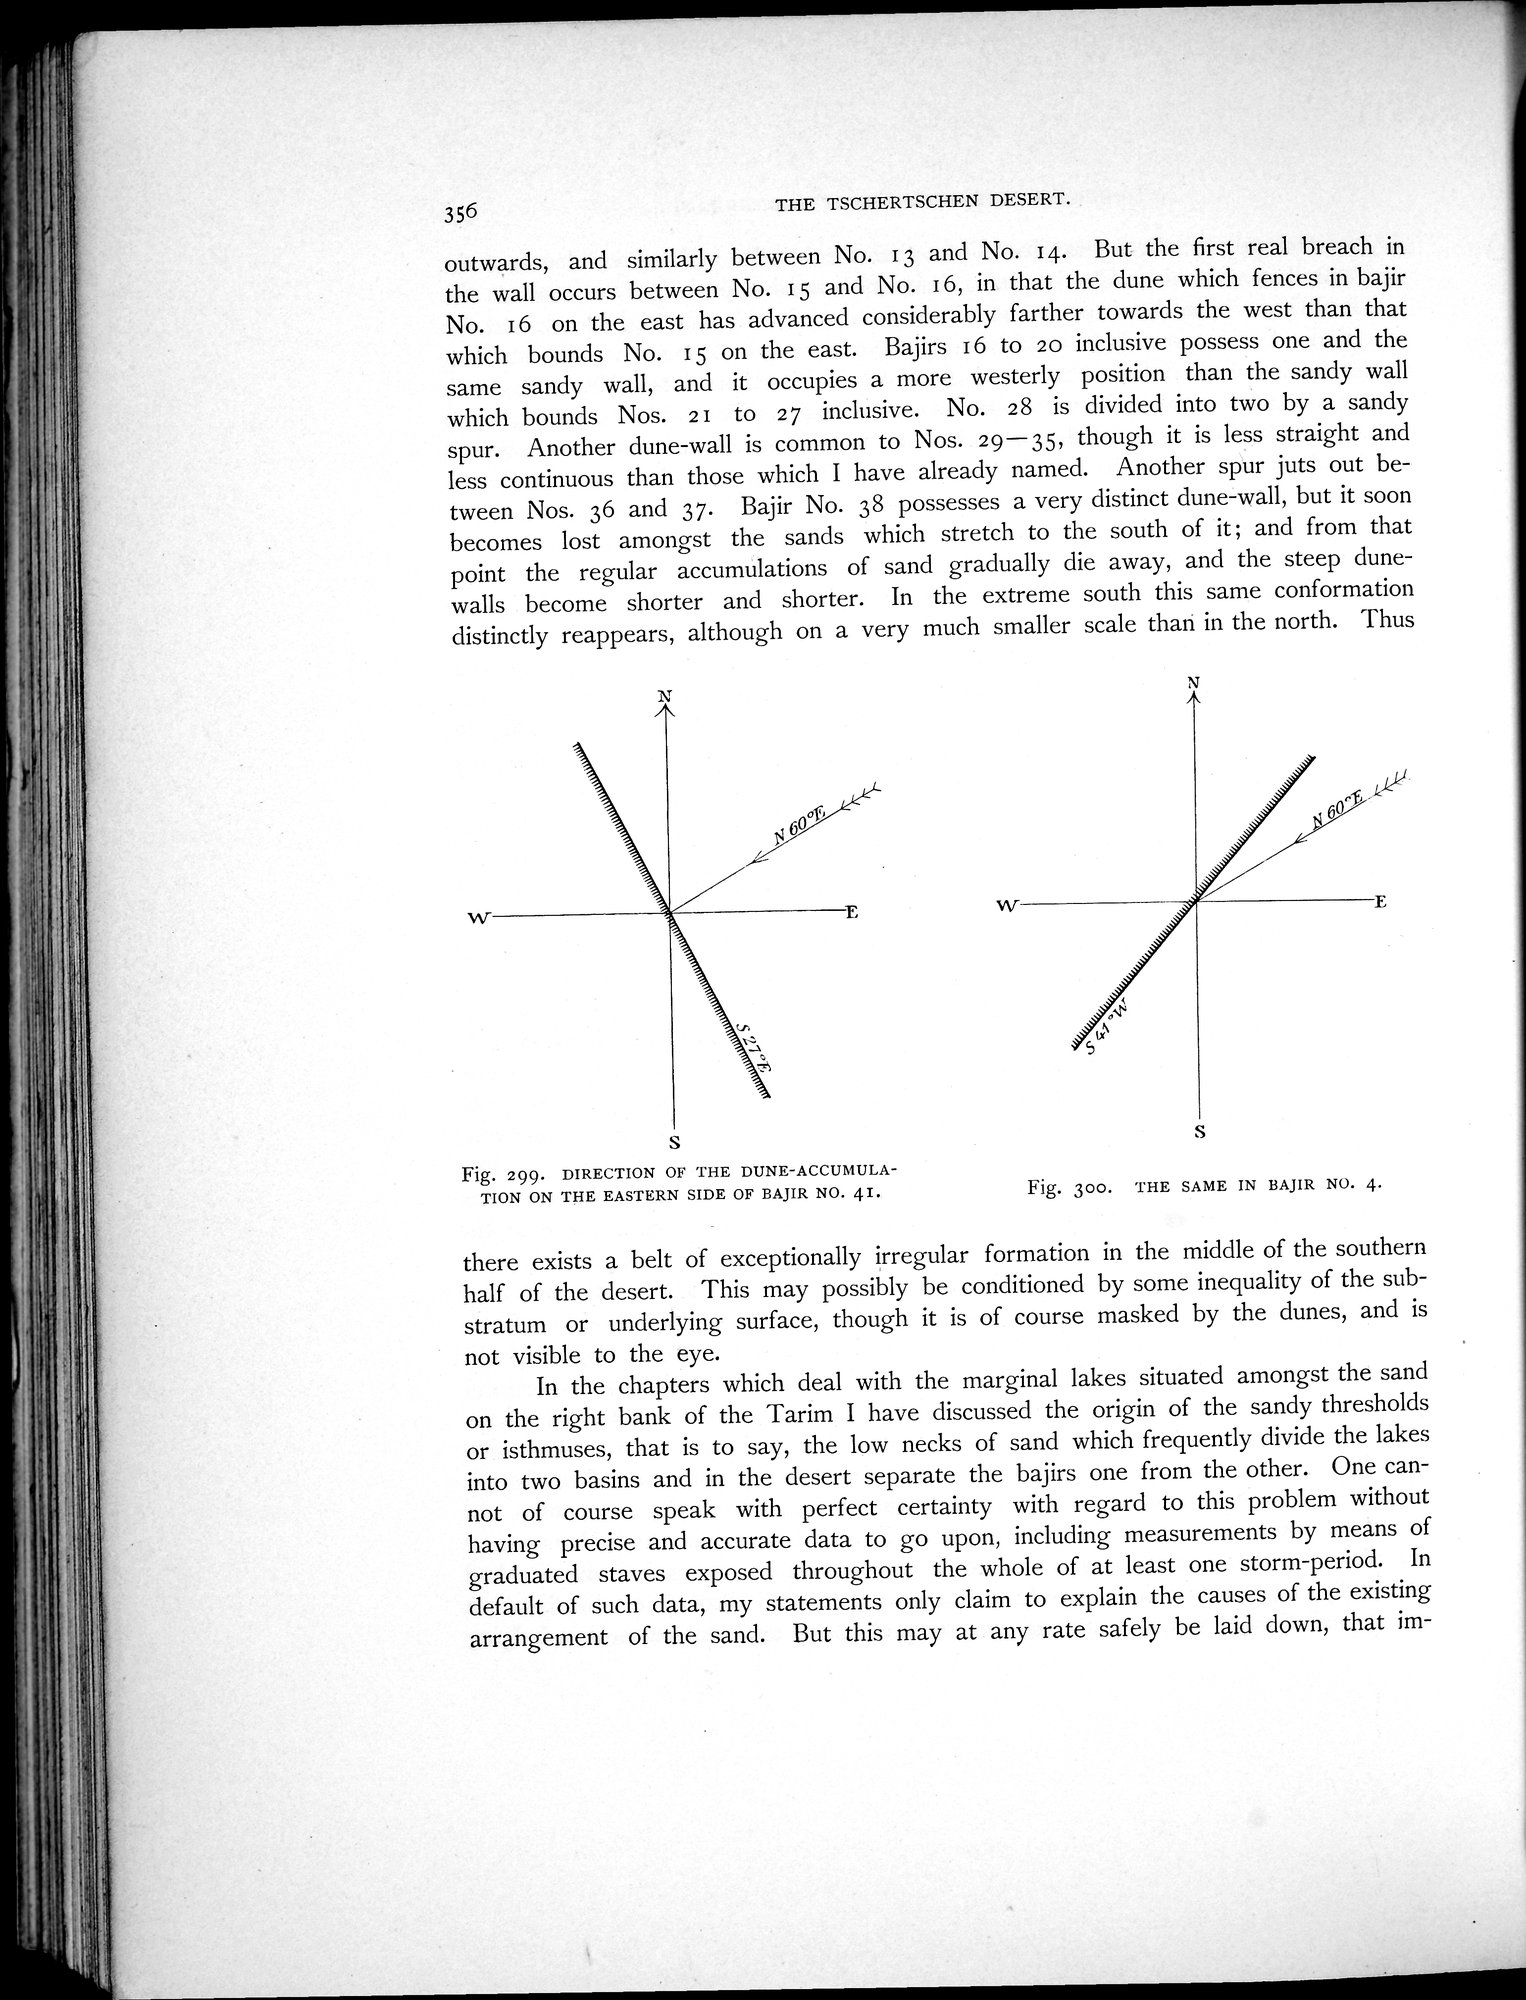 356
THE TSCHERTSCHEN DESERT.
outwards, and similarly between No. 13 and No. 14. But the first real breach in
the wall occurs between No. 15 and No. 16, in that the dune which fences in bajir
No. 16 on the east has advanced considerably farther towards the west than that
which bounds No. 15 on the east. Bajirs 16 to 20 inclusive possess one and the
same sandy wall, and it occupies a more westerly position than the sandy wall
which bounds Nos. 21 to 27 inclusive. No. 28 is divided into two by a sandy
spur. Another dune-wall is common to Nos. 29—35, though it is less straight and
less continuous than those which I have already named. Another spur juts out be-
tween Nos. 36 and 37. Bajir No. 38 possesses a very distinct dune-wall, but it soon
becomes lost amongst the sands which stretch to the south of it; and from that
point the regular accumulations of sand gradually die away, and the steep dune-
walls become shorter and shorter. In the extreme south this same conformation
distinctly reappears, although on a very much smaller scale than in the north. Thus
N
N 60°E
W
E
S 27°E
S
Fig. 299. DIRECTION OF THE DUNE-ACCUMULA-
TION ON THE EASTERN SIDE OF BAJIR NO. 41.
N
N 60°E
W
E
S 41°W
S
Fig. 300. THE SAME IN BAJIR NO. 4.
there exists a belt of exceptionally irregular formation in the middle of the southern
half of the desert. This may possibly be conditioned by some inequality of the sub-
stratum or underlying surface, though it is of course masked by the dunes, and is
not visible to the eye.
In the chapters which deal with the marginal lakes situated amongst the sand
on the right bank of the Tarim I have discussed the origin of the sandy thresholds
or isthmuses, that is to say, the low necks of sand which frequently divide the lakes
into two basins and in the desert separate the bajirs one from the other. One can-
not of course speak with perfect certainty with regard to this problem without
having precise and accurate data to go upon, including measurements by means of
graduated staves exposed throughout the whole of at least one storm-period. In
default of such data, my statements only claim to explain the causes of the existing
arrangement of the sand. But this may at any rate safely be laid down, that im-